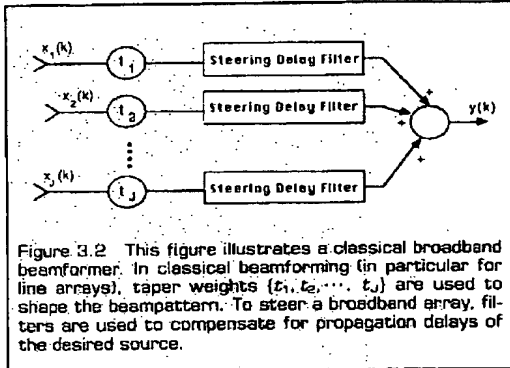 x₁(k) t₁ Steering Delay Filter
+
x₂(k) t₂ Steering Delay Filter + y(k)
+
x_J(k) t_J Steering Delay Filter
Figure 3.2 This figure illustrates a classical broadband
beamformer. In classical beamforming (in particular for
line arrays), taper weights {t₁, t₂, ... t_J} are used to
shape the beampattern. To steer a broadband array, fil-
ters are used to compensate for propagation delays of
the desired source.